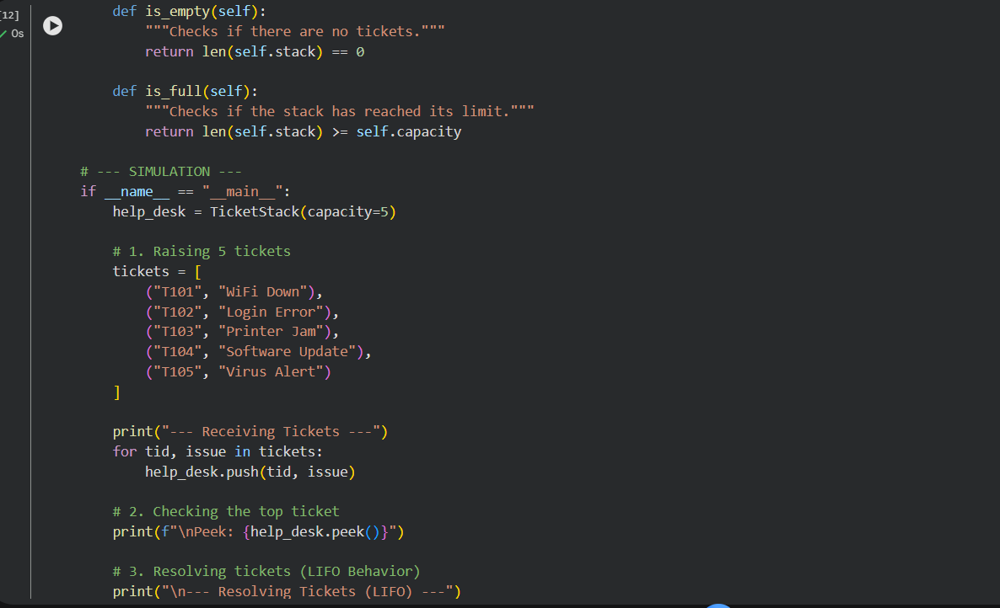 [12]
0s
def is_empty(self):
    """Checks if there are no tickets."""
    return len(self.stack) == 0

def is_full(self):
    """Checks if the stack has reached its limit."""
    return len(self.stack) >= self.capacity

# --- SIMULATION ---
if __name__ == "__main__":
    help_desk = TicketStack(capacity=5)

    # 1. Raising 5 tickets
    tickets = [
        ("T101", "WiFi Down"),
        ("T102", "Login Error"),
        ("T103", "Printer Jam"),
        ("T104", "Software Update"),
        ("T105", "Virus Alert")
    ]

    print("--- Receiving Tickets ---")
    for tid, issue in tickets:
        help_desk.push(tid, issue)

    # 2. Checking the top ticket
    print(f"\nPeek: {help_desk.peek()}")

    # 3. Resolving tickets (LIFO Behavior)
    print("\n--- Resolving Tickets (LIFO) ---")